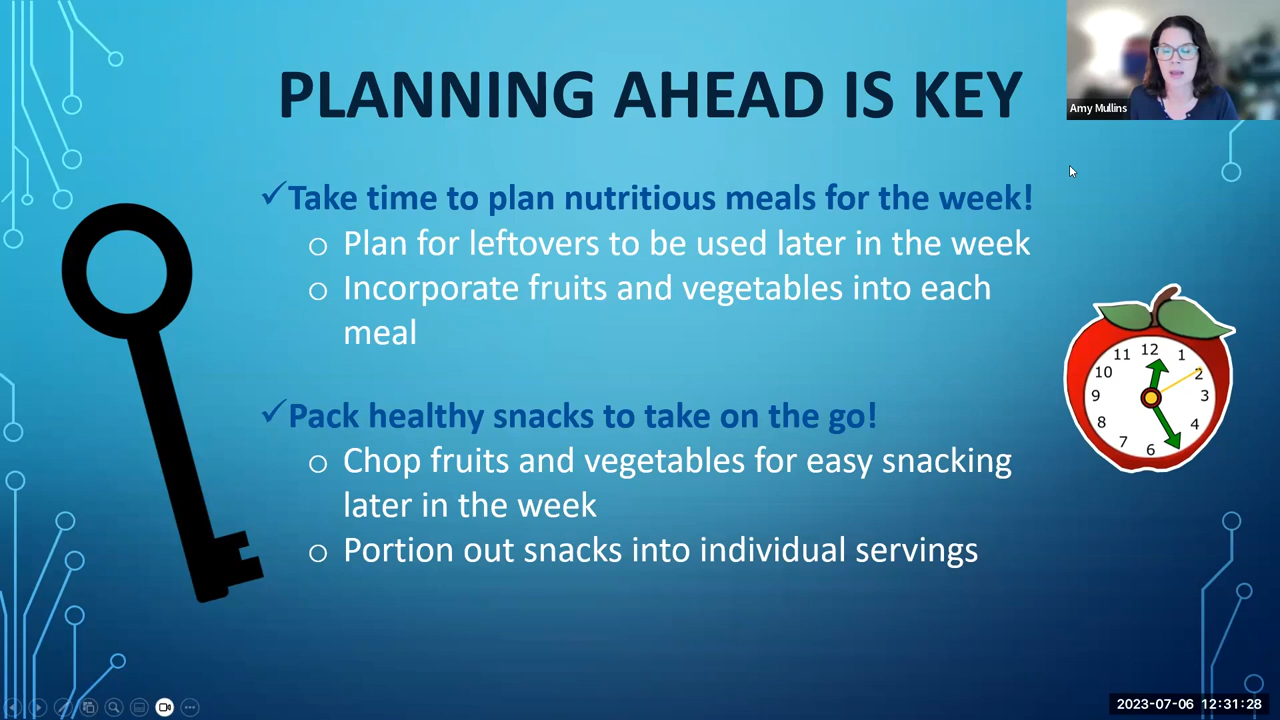 PLANNING AHEAD IS KEY
Amy Mullins
✓Take time to plan nutritious meals for the week!
o Plan for leftovers to be used later in the week
o Incorporate fruits and vegetables into each
meal
✓Pack healthy snacks to take on the go!
o Chop fruits and vegetables for easy snacking
later in the week
o Portion out snacks into individual servings
12
1
2
3
4
6
7
8
9
10
11
2023-07-06 12:31:28